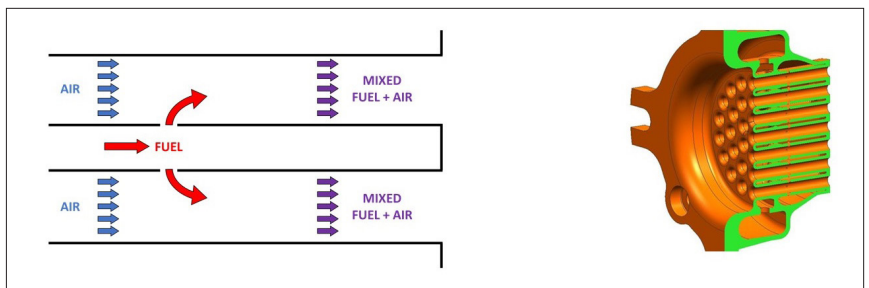 AIR
MIXED
FUEL + AIR
FUEL
AIR
MIXED
FUEL + AIR